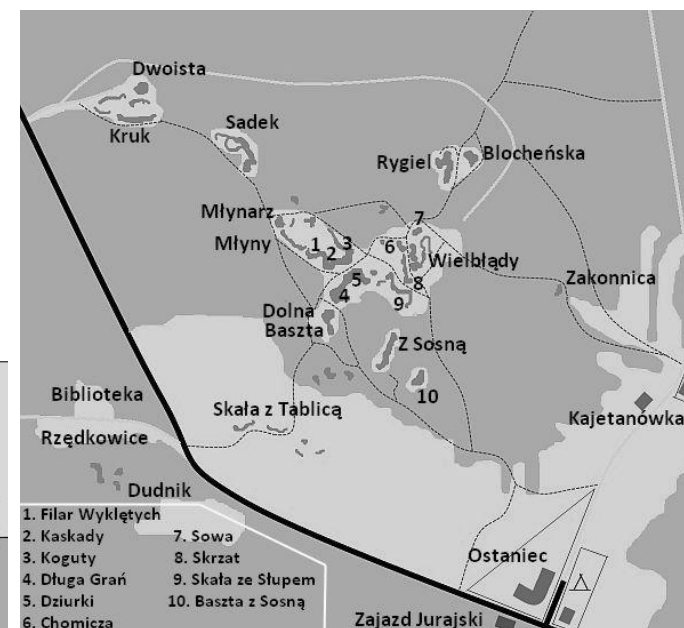 Dwoista
Kruk
Sadek
Rygiel
Blocheńska
Młynarz
7
Młyny
1
2
3
6
Wielbłądy
5
8
4
9
Zakonnica
Dolna
Baszta
Z Sosną
10
Biblioteka
Skała z Tablicą
Kajetanówka
Rzędkowice
Dudnik
1. Filar Wyklętych
2. Kaskady
3. Koguty
4. Długa Grań
5. Dziurki
6. Chomicza
7. Sowa
8. Skrzat
9. Skała ze Słupem
10. Baszta z Sosną
Ostaniec
Zajazd Jurajski